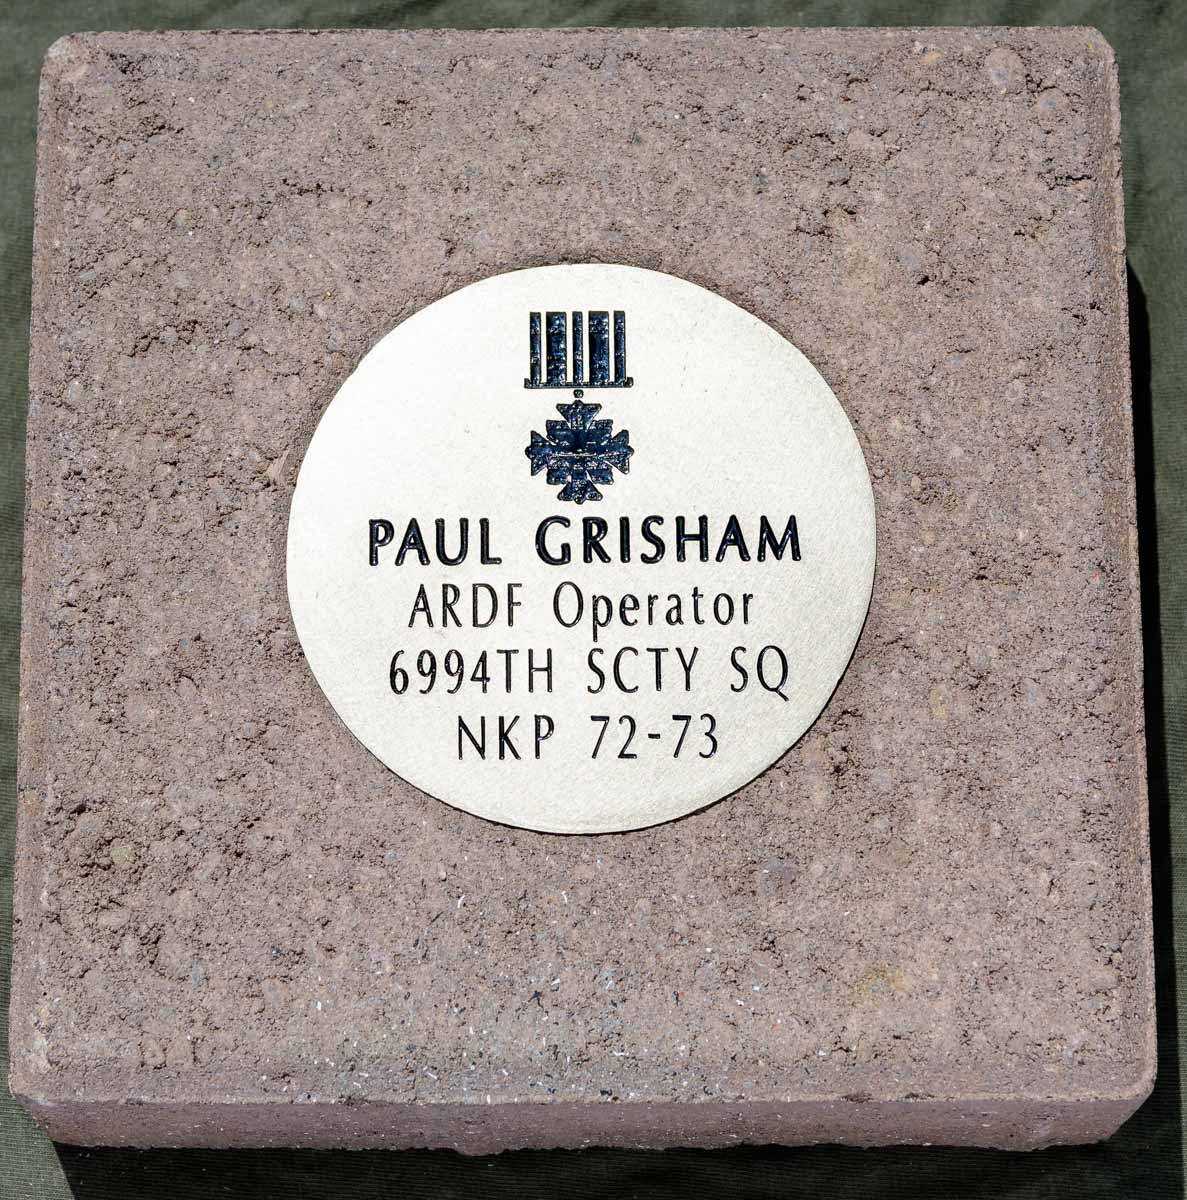 PAUL GRISHAM
ARDF Operator
6994TH SCTY SQ
NKP 72-73